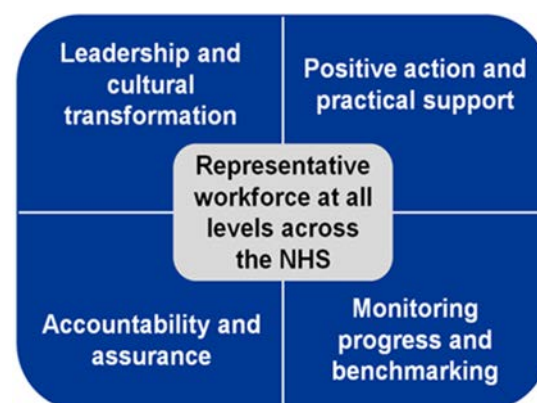 Leadership and
cultural
transformation
Positive action and
practical support
Representative
workforce at all
levels across
the NHS
Accountability and
assurance
Monitoring
progress and
benchmarking